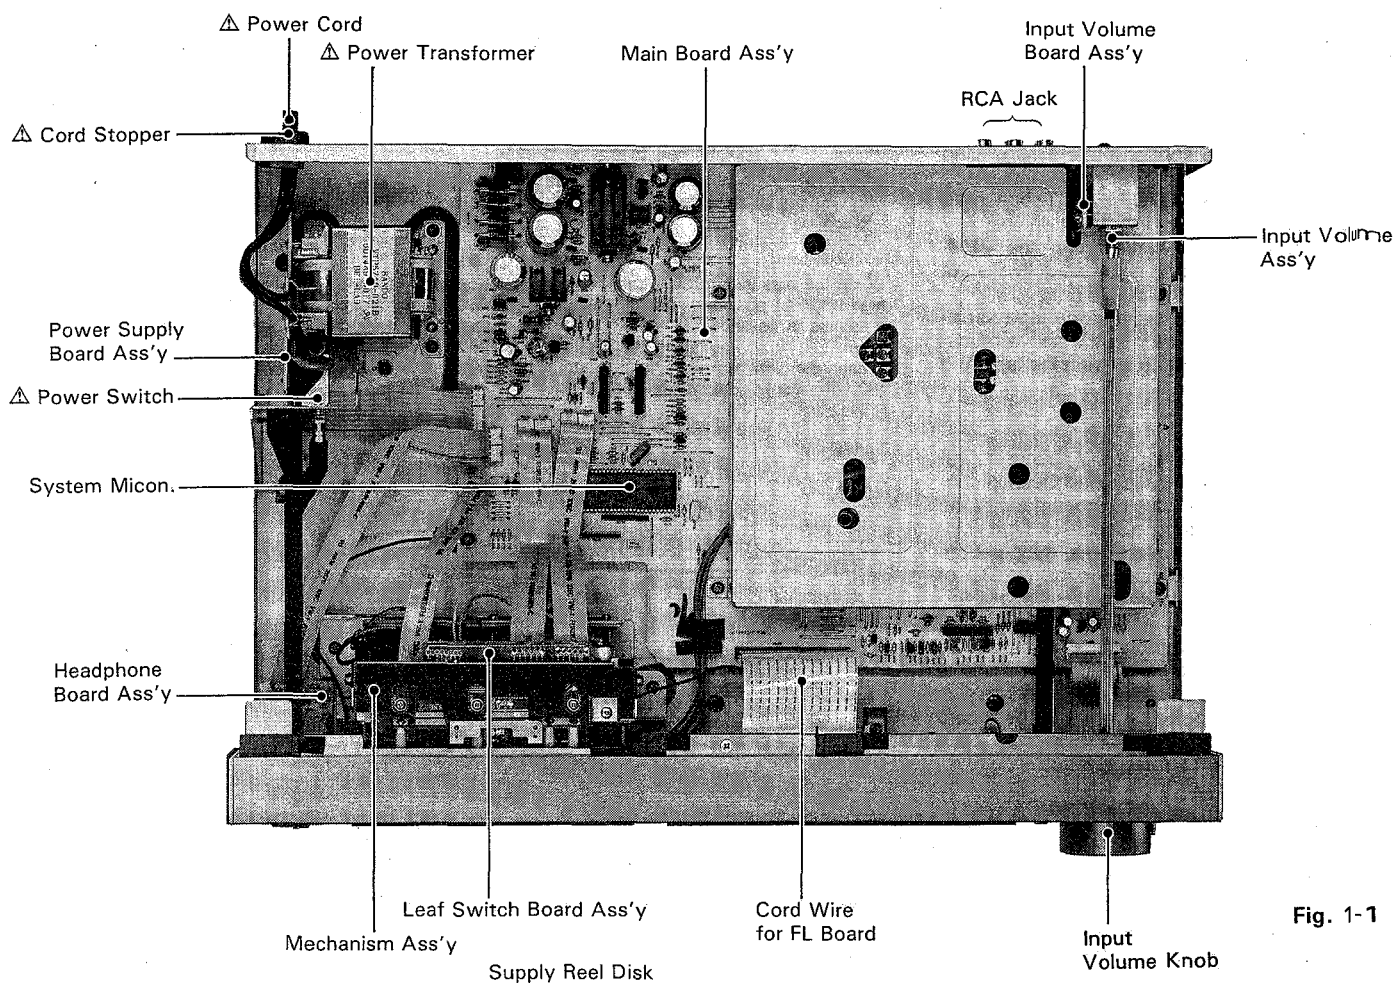 ⚠ Power Cord
⚠ Power Transformer
Main Board Ass'y
Input Volume
Board Ass'y
RCA Jack
⚠ Cord Stopper
Input Volume
Ass'y
Power Supply
Board Ass'y
⚠ Power Switch
System Micon.
Headphone
Board Ass'y
Leaf Switch Board Ass'y
Mechanism Ass'y
Cord Wire
for FL Board
Input
Volume Knob
Fig. 1-1
Supply Reel Disk